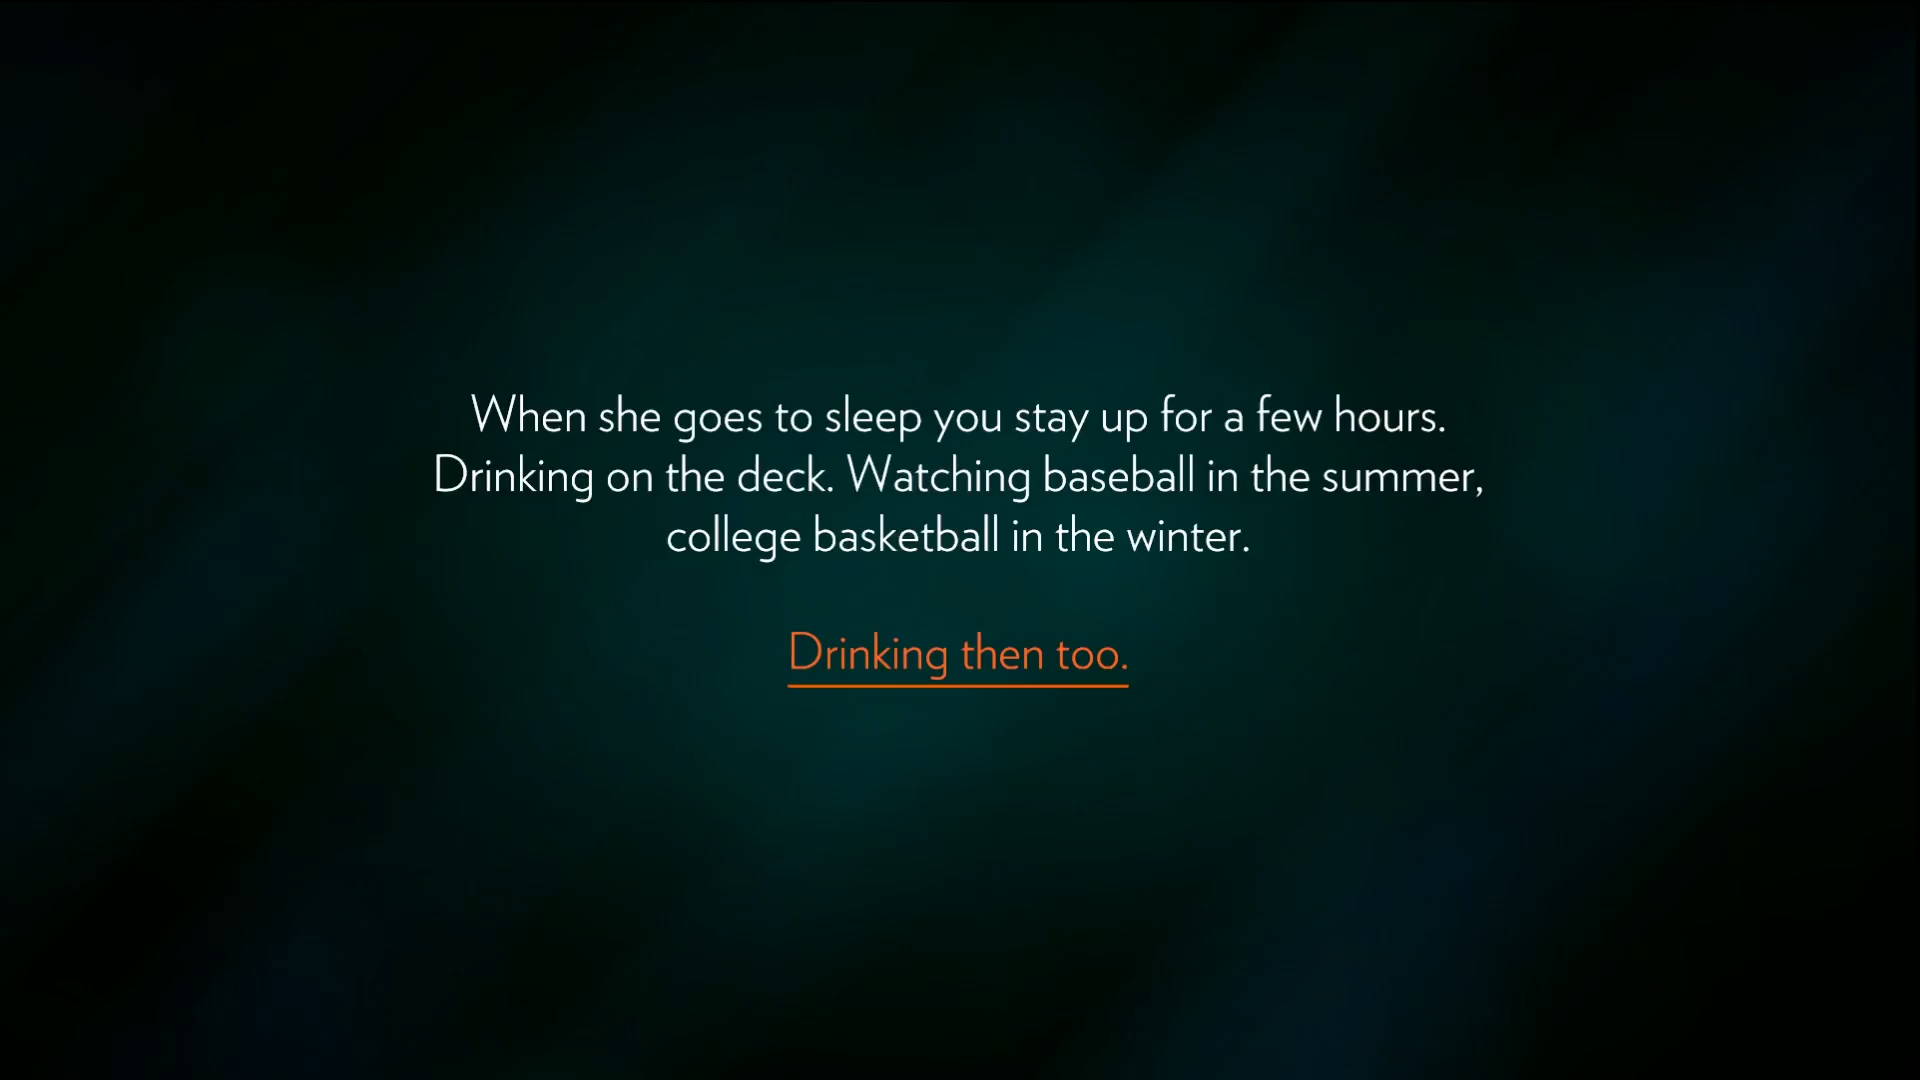 When she goes to sleep you stay up for a few hours.
Drinking on the deck. Watching baseball in the summer,
college basketball in the winter.
Drinking then too.